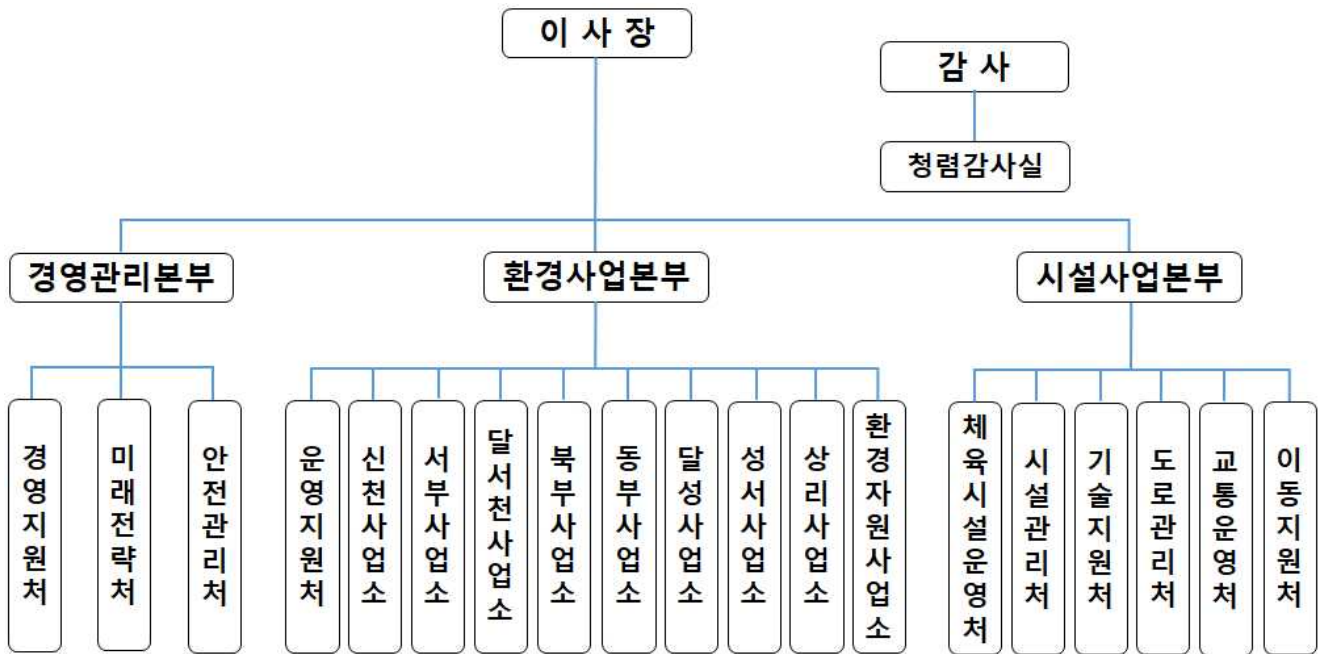 이 사 장
감 사
청렴감사실
경영관리본부
환경사업본부
시설사업본부
경영지원처
미래전략처
안전관리처
운영지원처
신천사업소
서부사업소
달서천사업소
북부사업소
동부사업소
달성사업소
성서사업소
상리사업소
환경자원사업소
체육시설운영처
시설관리처
기술지원처
도로관리처
교통운영처
이동지원처